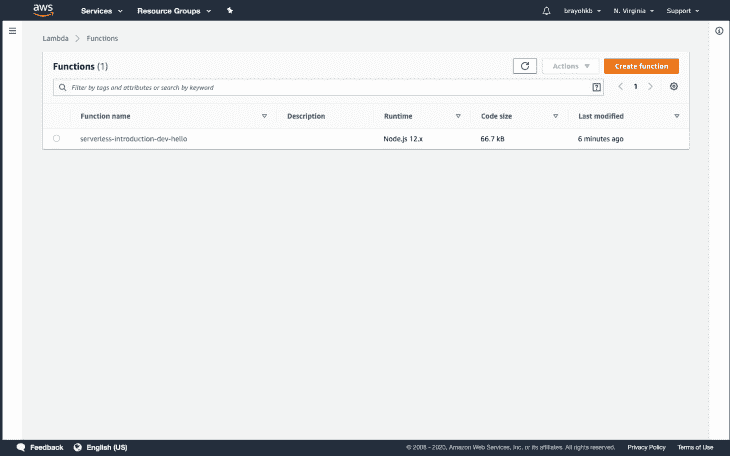 aws Services Resource Groups brayohkb N. Virginia Support
Lambda > Functions
Functions (1) Actions Create function
Filter by tags and attributes or search by keyword ? 1
Function name Description Runtime Code size Last modified
serverless-introduction-dev-hello Node.js 12.x 66.7 kB 6 minutes ago
Feedback English (US) © 2008 - 2020, Amazon Web Services, Inc. or its affiliates. All rights reserved. Privacy Policy Terms of Use